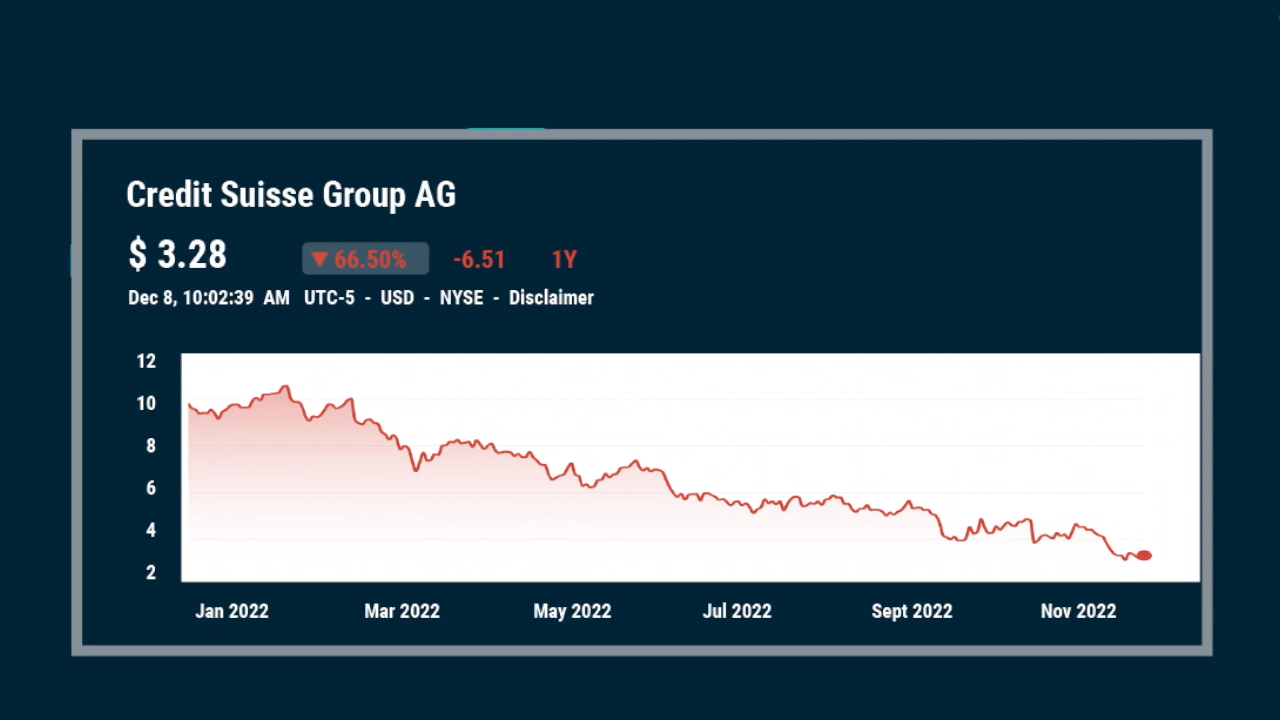 Credit Suisse Group AG
$ 3.28 ▼ 66.50% -6.51 1Y
Dec 8, 10:02:39 AM UTC-5 - USD - NYSE - Disclaimer
12
10
8
6
4
2
Jan 2022 Mar 2022 May 2022 Jul 2022 Sept 2022 Nov 2022